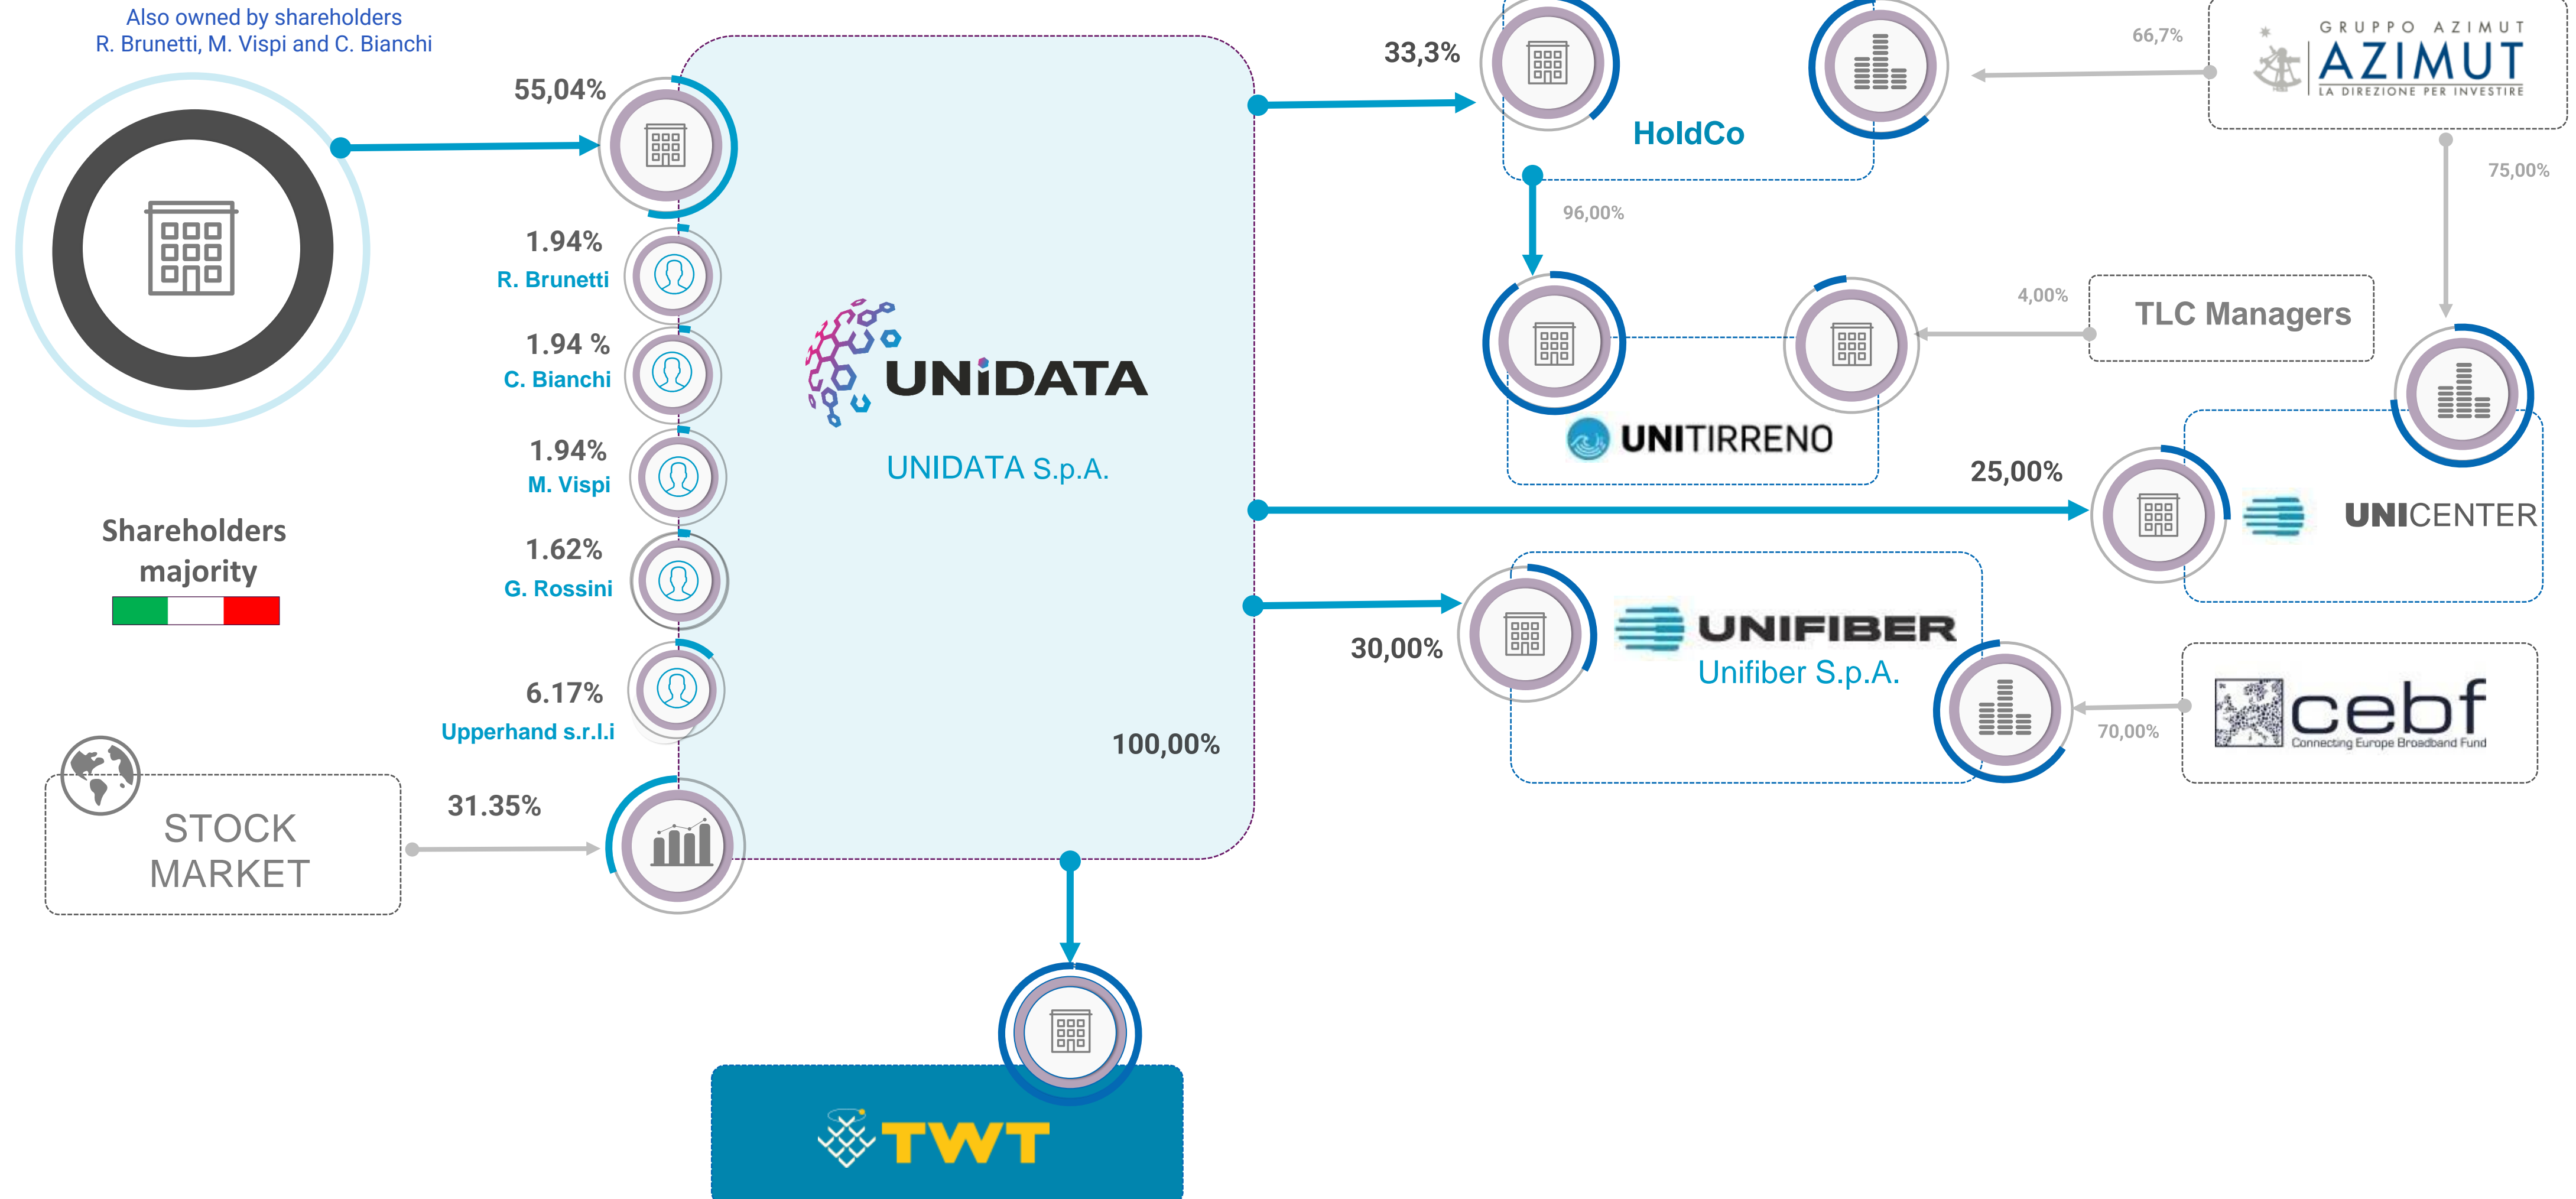 Also owned by shareholders
R. Brunetti, M. Vispi and C. Bianchi
55,04%
1.94%
R. Brunetti
1.94 %
C. Bianchi
1.94%
M. Vispi
1.62%
G. Rossini
6.17%
Upperhand s.r.l.i
Shareholders
majority
STOCK
MARKET
31.35%
UNiDATA
UNIDATA S.p.A.
100,00%
TWT
33,3%
HoldCo
66,7%
GRUPPO AZIMUT
AZIMUT
LA DIREZIONE PER INVESTIRE
75,00%
96,00%
4,00%
TLC Managers
UNITIRRENO
25,00%
UNICENTER
30,00%
UNIFIBER
Unifiber S.p.A.
70,00%
cebf
Connecting Europe Broadband Fund